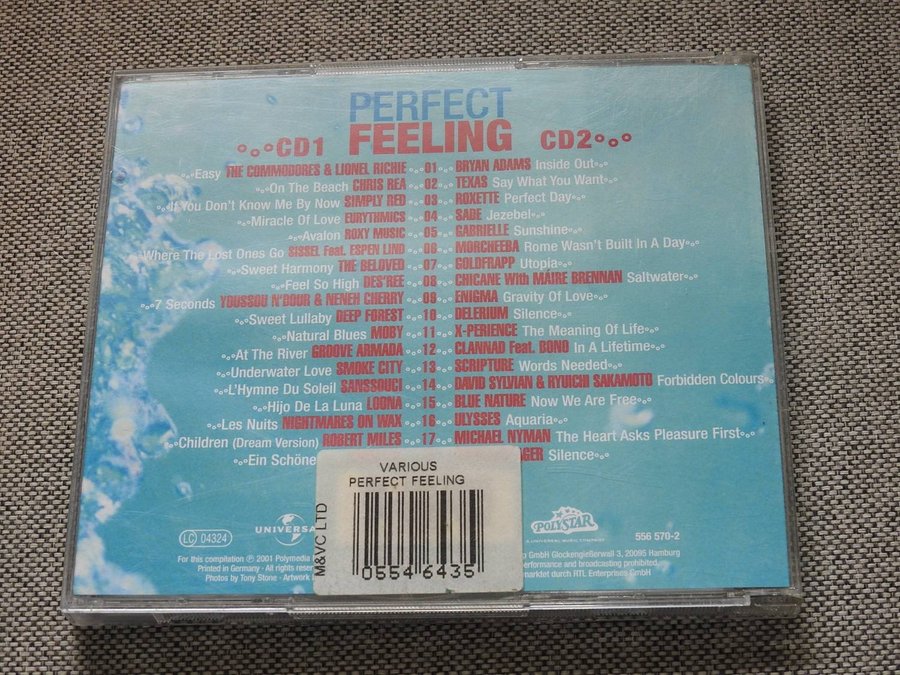 PERFECT
FEELING
CD1 CD2
Easy THE COMMODORES & LIONEL RICHIE 01 BRYAN ADAMS Inside Out
On The Beach CHRIS REA 02 TEXAS Say What You Want
If You Don't Know Me By Now SIMPLY RED 03 ROXETTE Perfect Day
Miracle Of Love EURYTHMICS 04 SADE Jezebel
Avalon ROXY MUSIC 05 GABRIELLE Sunshine
Where The Lost Ones Go SISSEL Feat. ESPEN LIND 06 MORCHEEBA Rome Wasn't Built In A Day
Sweet Harmony THE BELOVED 07 GOLDFRAPP Utopia
Feel So High DES'REE 08 CHICANE With MÁIRE BRENNAN Saltwater
7 Seconds YOUSSOU N'DOUR & NENEH CHERRY 09 ENIGMA Gravity Of Love
Sweet Lullaby DEEP FOREST 10 DELERIUM Silence
Natural Blues MOBY 11 X-PERIENCE The Meaning Of Life
At The River GROOVE ARMADA 12 CLANNAD Feat. BONO In A Lifetime
Underwater Love SMOKE CITY 13 SCRIPTURE Words Needed
L'Hymne Du Soleil SANSSOUCI 14 DAVID SYLVIAN & RYUICHI SAKAMOTO Forbidden Colours
Hijo De La Luna LOONA 15 BLUE NATURE Now We Are Free
Les Nuits NIGHTMARES ON WAX 16 ULYSSES Aquaria
Children (Dream Version) ROBERT MILES 17 MICHAEL NYMAN The Heart Asks Pleasure First
Ein Schöne AGER Silence
VARIOUS
PERFECT FEELING
M&VC LTD
0554 6435
LC 04324
UNIVERSA
POLYSTAR
A UNIVERSAL MUSIC COMPANY
556 570-2
For this compilation ℗ 2001 Polymedia
GmbH Glockengießerwall 3, 20095 Hamburg
Printed in Germany - All rights rese
performance and broadcasting prohibited.
Photos by Tony Stone - Artwork
marktet durch RTL Enterprises GmbH